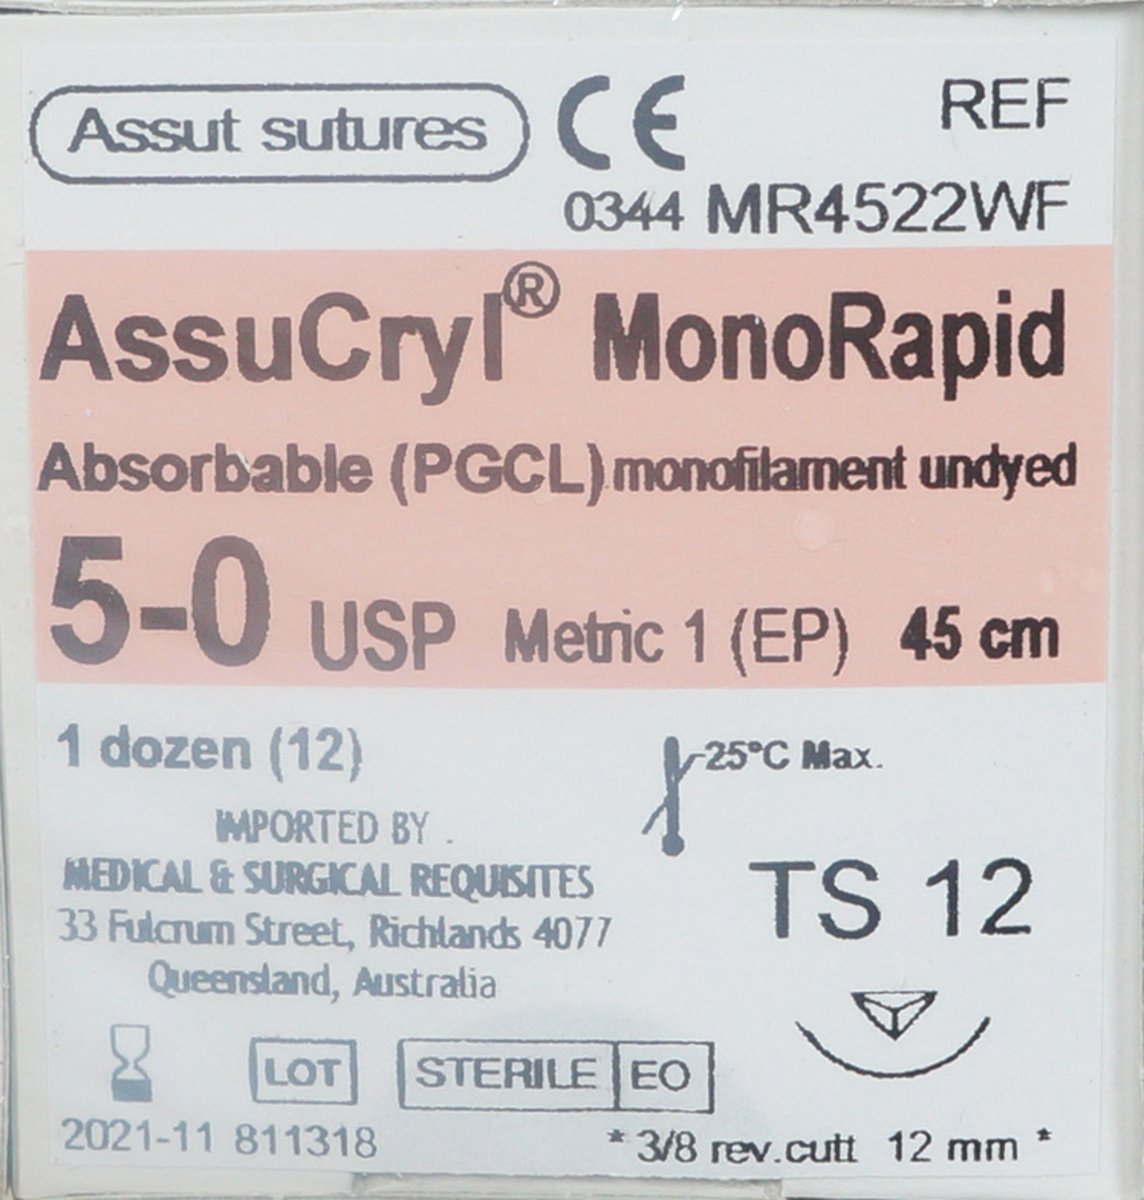 Assut sutures CE REF
0344 MR4522WF
AssuCryl® MonoRapid
Absorbable (PGCL) monofilament undyed
5-0 USP Metric 1 (EP) 45 cm
1 dozen (12)
25°C Max.
IMPORTED BY .
MEDICAL & SURGICAL REQUISITES
33 Fulcrum Street, Richlands 4077
Queensland, Australia
TS 12
LOT STERILE EO
2021-11 811318
* 3/8 rev.cutt 12 mm *